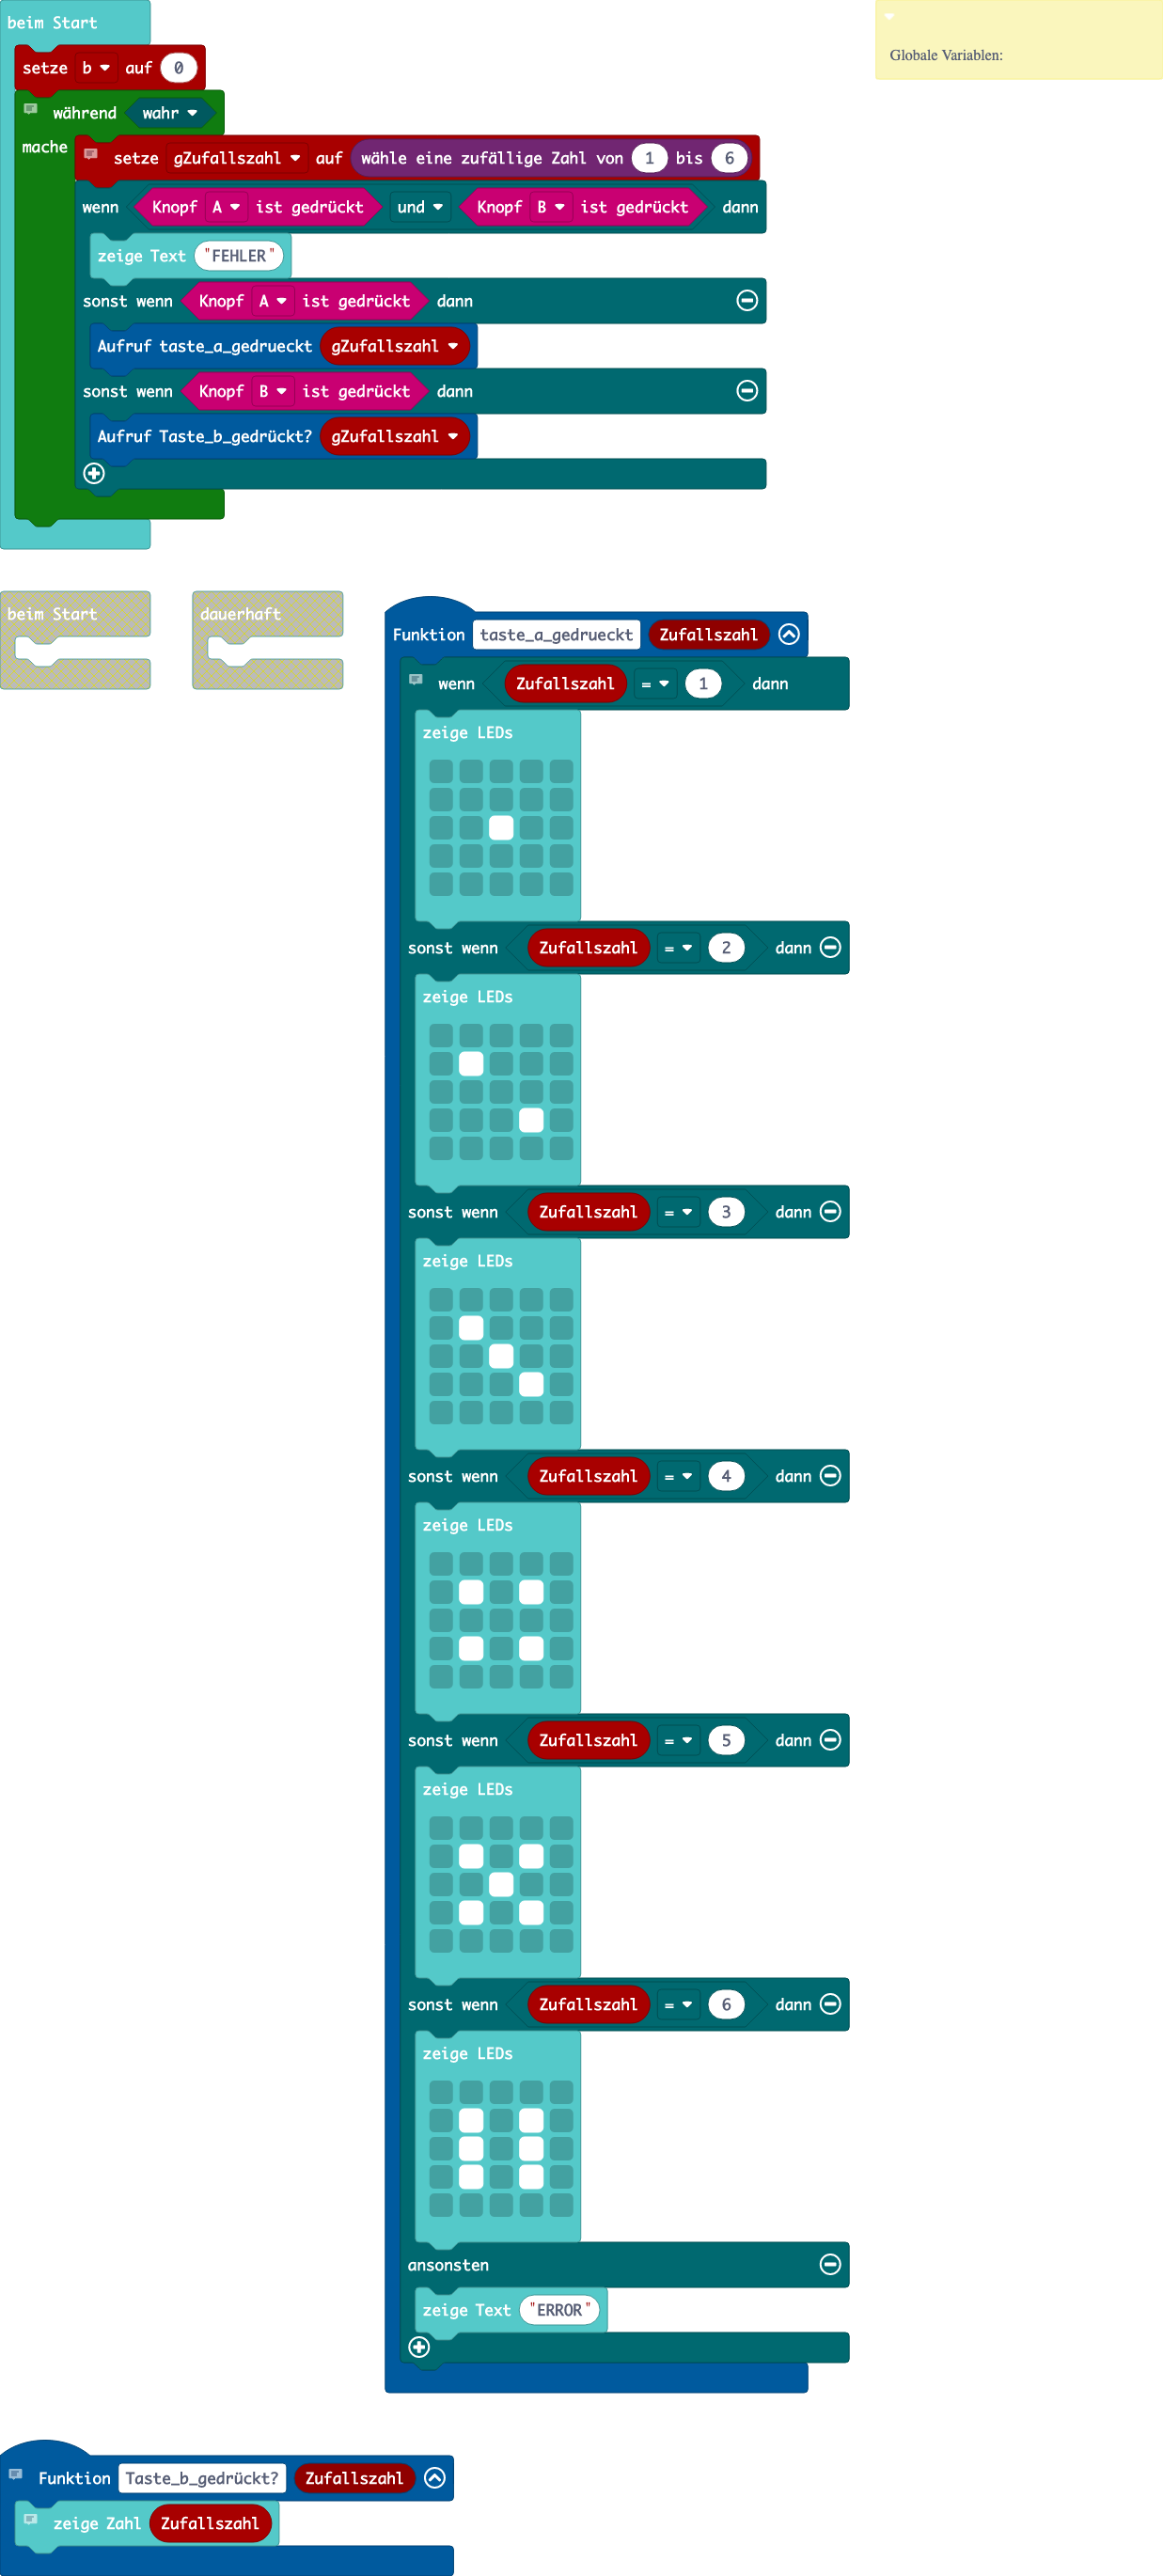 beim Start
setze b auf 0
während wahr
mache
setze gZufallszahl auf wähle eine zufällige Zahl von 1 bis 6
wenn Knopf A ist gedrückt und Knopf B ist gedrückt dann
zeige Text "FEHLER"
sonst wenn Knopf A ist gedrückt dann
Aufruf taste_a_gedrueckt gZufallszahl
sonst wenn Knopf B ist gedrückt dann
Aufruf Taste_b_gedrückt? gZufallszahl
Globale Variablen:
beim Start
dauerhaft
Funktion taste_a_gedrueckt Zufallszahl
wenn Zufallszahl = 1 dann
zeige LEDs
sonst wenn Zufallszahl = 2 dann
zeige LEDs
sonst wenn Zufallszahl = 3 dann
zeige LEDs
sonst wenn Zufallszahl = 4 dann
zeige LEDs
sonst wenn Zufallszahl = 5 dann
zeige LEDs
sonst wenn Zufallszahl = 6 dann
zeige LEDs
ansonsten
zeige Text "ERROR"
Funktion Taste_b_gedrückt? Zufallszahl
zeige Zahl Zufallszahl